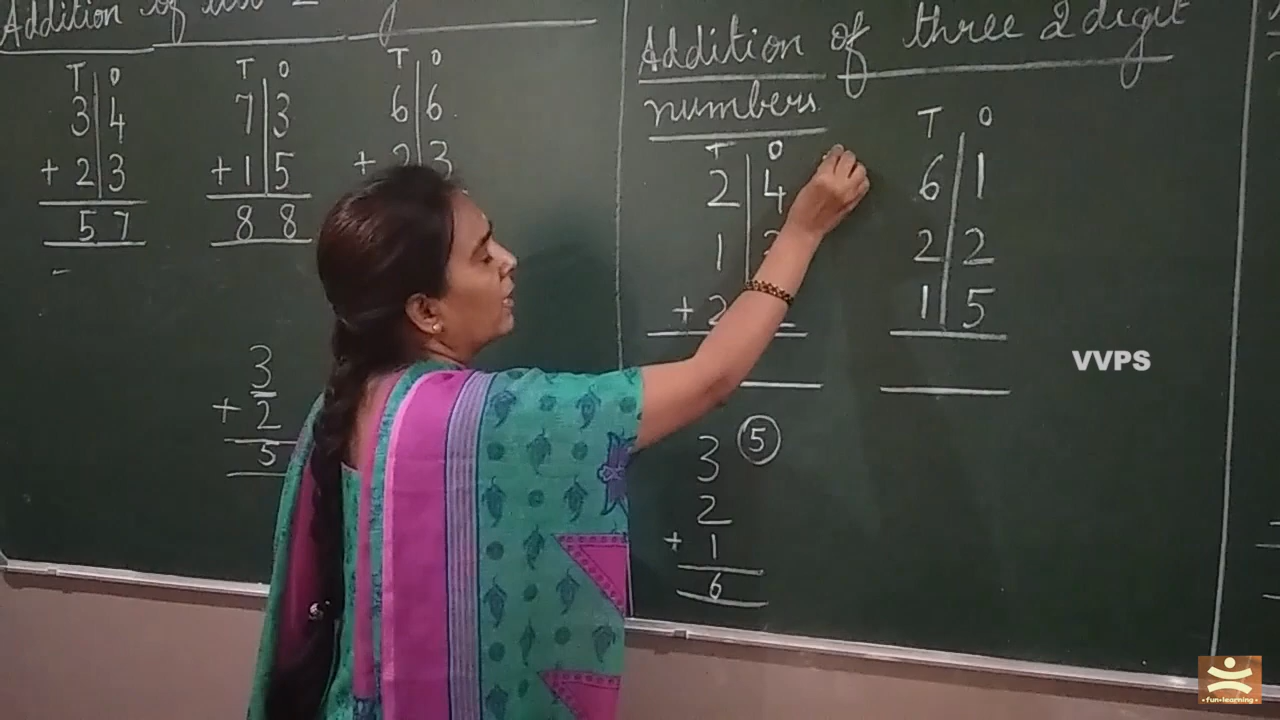 Addition of
T O
3 4
+ 2 3
5 7
T O
7 3
+ 1 5
8 8
T O
6 6
+ 2 3
3
+ 2
5
Addition of three 2 digit
numbers.
T O
2 4
1 2
+ 2
T O
6 1
2 2
1 5
3 5
2
+ 1
6
VVPS
fun-learning